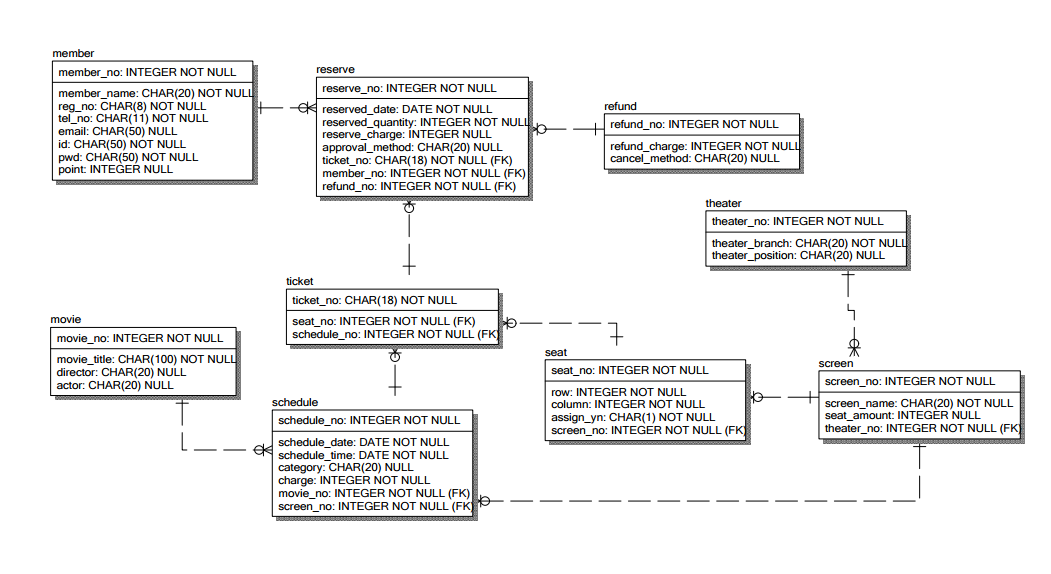 member
member_no: INTEGER NOT NULL
member_name: CHAR(20) NOT NULL
reg_no: CHAR(8) NOT NULL
tel_no: CHAR(11) NOT NULL
email: CHAR(50) NULL
id: CHAR(50) NOT NULL
pwd: CHAR(50) NOT NULL
point: INTEGER NULL
reserve
reserve_no: INTEGER NOT NULL
reserved_date: DATE NOT NULL
reserved_quantity: INTEGER NOT NULL
reserve_charge: INTEGER NULL
approval_method: CHAR(20) NULL
ticket_no: CHAR(18) NOT NULL (FK)
member_no: INTEGER NOT NULL (FK)
refund_no: INTEGER NOT NULL (FK)
refund
refund_no: INTEGER NOT NULL
refund_charge: INTEGER NOT NULL
cancel_method: CHAR(20) NULL
theater
theater_no: INTEGER NOT NULL
theater_branch: CHAR(20) NOT NULL
theater_position: CHAR(20) NULL
ticket
ticket_no: CHAR(18) NOT NULL
seat_no: INTEGER NOT NULL (FK)
schedule_no: INTEGER NOT NULL (FK)
movie
movie_no: INTEGER NOT NULL
movie_title: CHAR(100) NOT NULL
director: CHAR(20) NULL
actor: CHAR(20) NULL
seat
seat_no: INTEGER NOT NULL
row: INTEGER NOT NULL
column: INTEGER NOT NULL
assign_yn: CHAR(1) NOT NULL
screen_no: INTEGER NOT NULL (FK)
screen
screen_no: INTEGER NOT NULL
screen_name: CHAR(20) NOT NULL
seat_amount: INTEGER NULL
theater_no: INTEGER NOT NULL (FK)
schedule
schedule_no: INTEGER NOT NULL
schedule_date: DATE NOT NULL
schedule_time: DATE NOT NULL
category: CHAR(20) NULL
charge: INTEGER NOT NULL
movie_no: INTEGER NOT NULL (FK)
screen_no: INTEGER NOT NULL (FK)